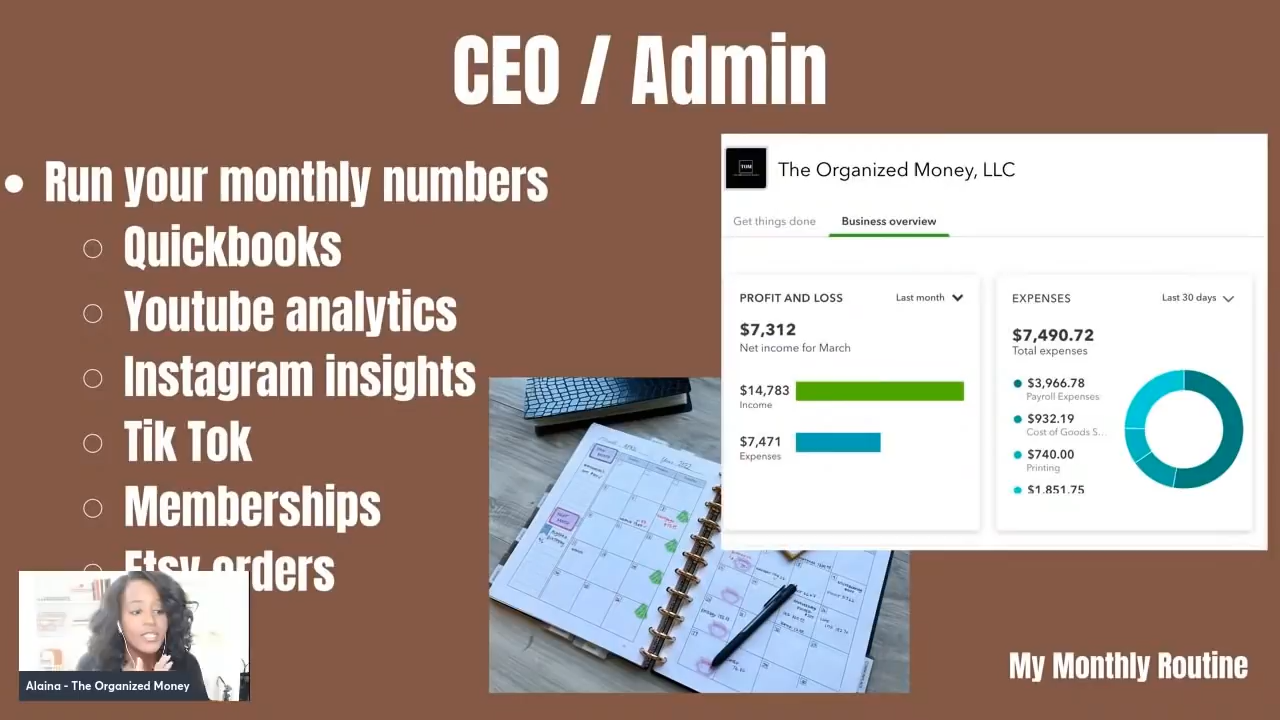 CEO / Admin
Run your monthly numbers
Quickbooks
Youtube analytics
Instagram insights
Tik Tok
Memberships
Etsy orders
Alaina - The Organized Money
TOM
The Organized Money, LLC
Get things done
Business overview
PROFIT AND LOSS
Last month
$7,312
Net income for March
$14,783
Income
$7,471
Expenses
EXPENSES
Last 30 days
$7,490.72
Total expenses
$3,966.78
Payroll Expenses
$932.19
Cost of Goods S...
$740.00
Printing
$1,851.75
My Monthly Routine